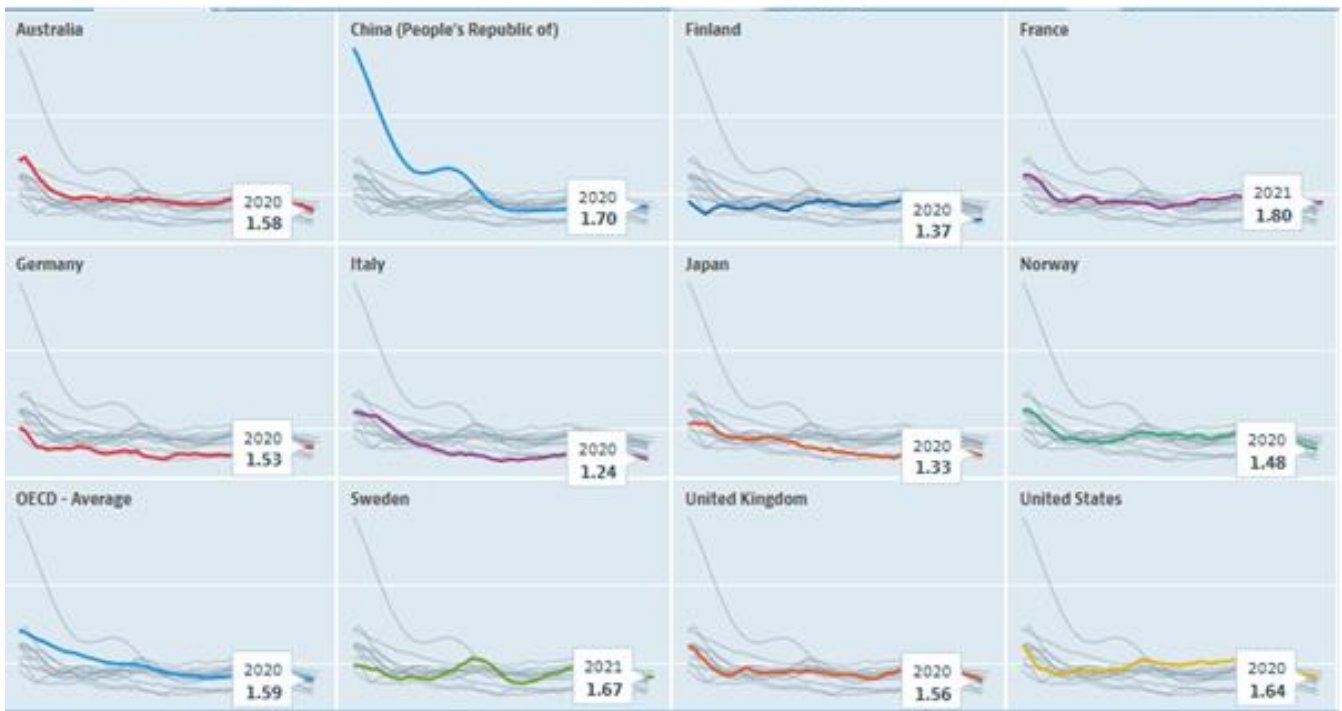 Australia
China (People's Republic of)
Finland
France
2020
1.58
2020
1.70
2020
1.37
2021
1.80
Germany
Italy
Japan
Norway
2020
1.53
2020
1.24
2020
1.33
2020
1.48
OECD - Average
Sweden
United Kingdom
United States
2020
1.59
2021
1.67
2020
1.56
2020
1.64